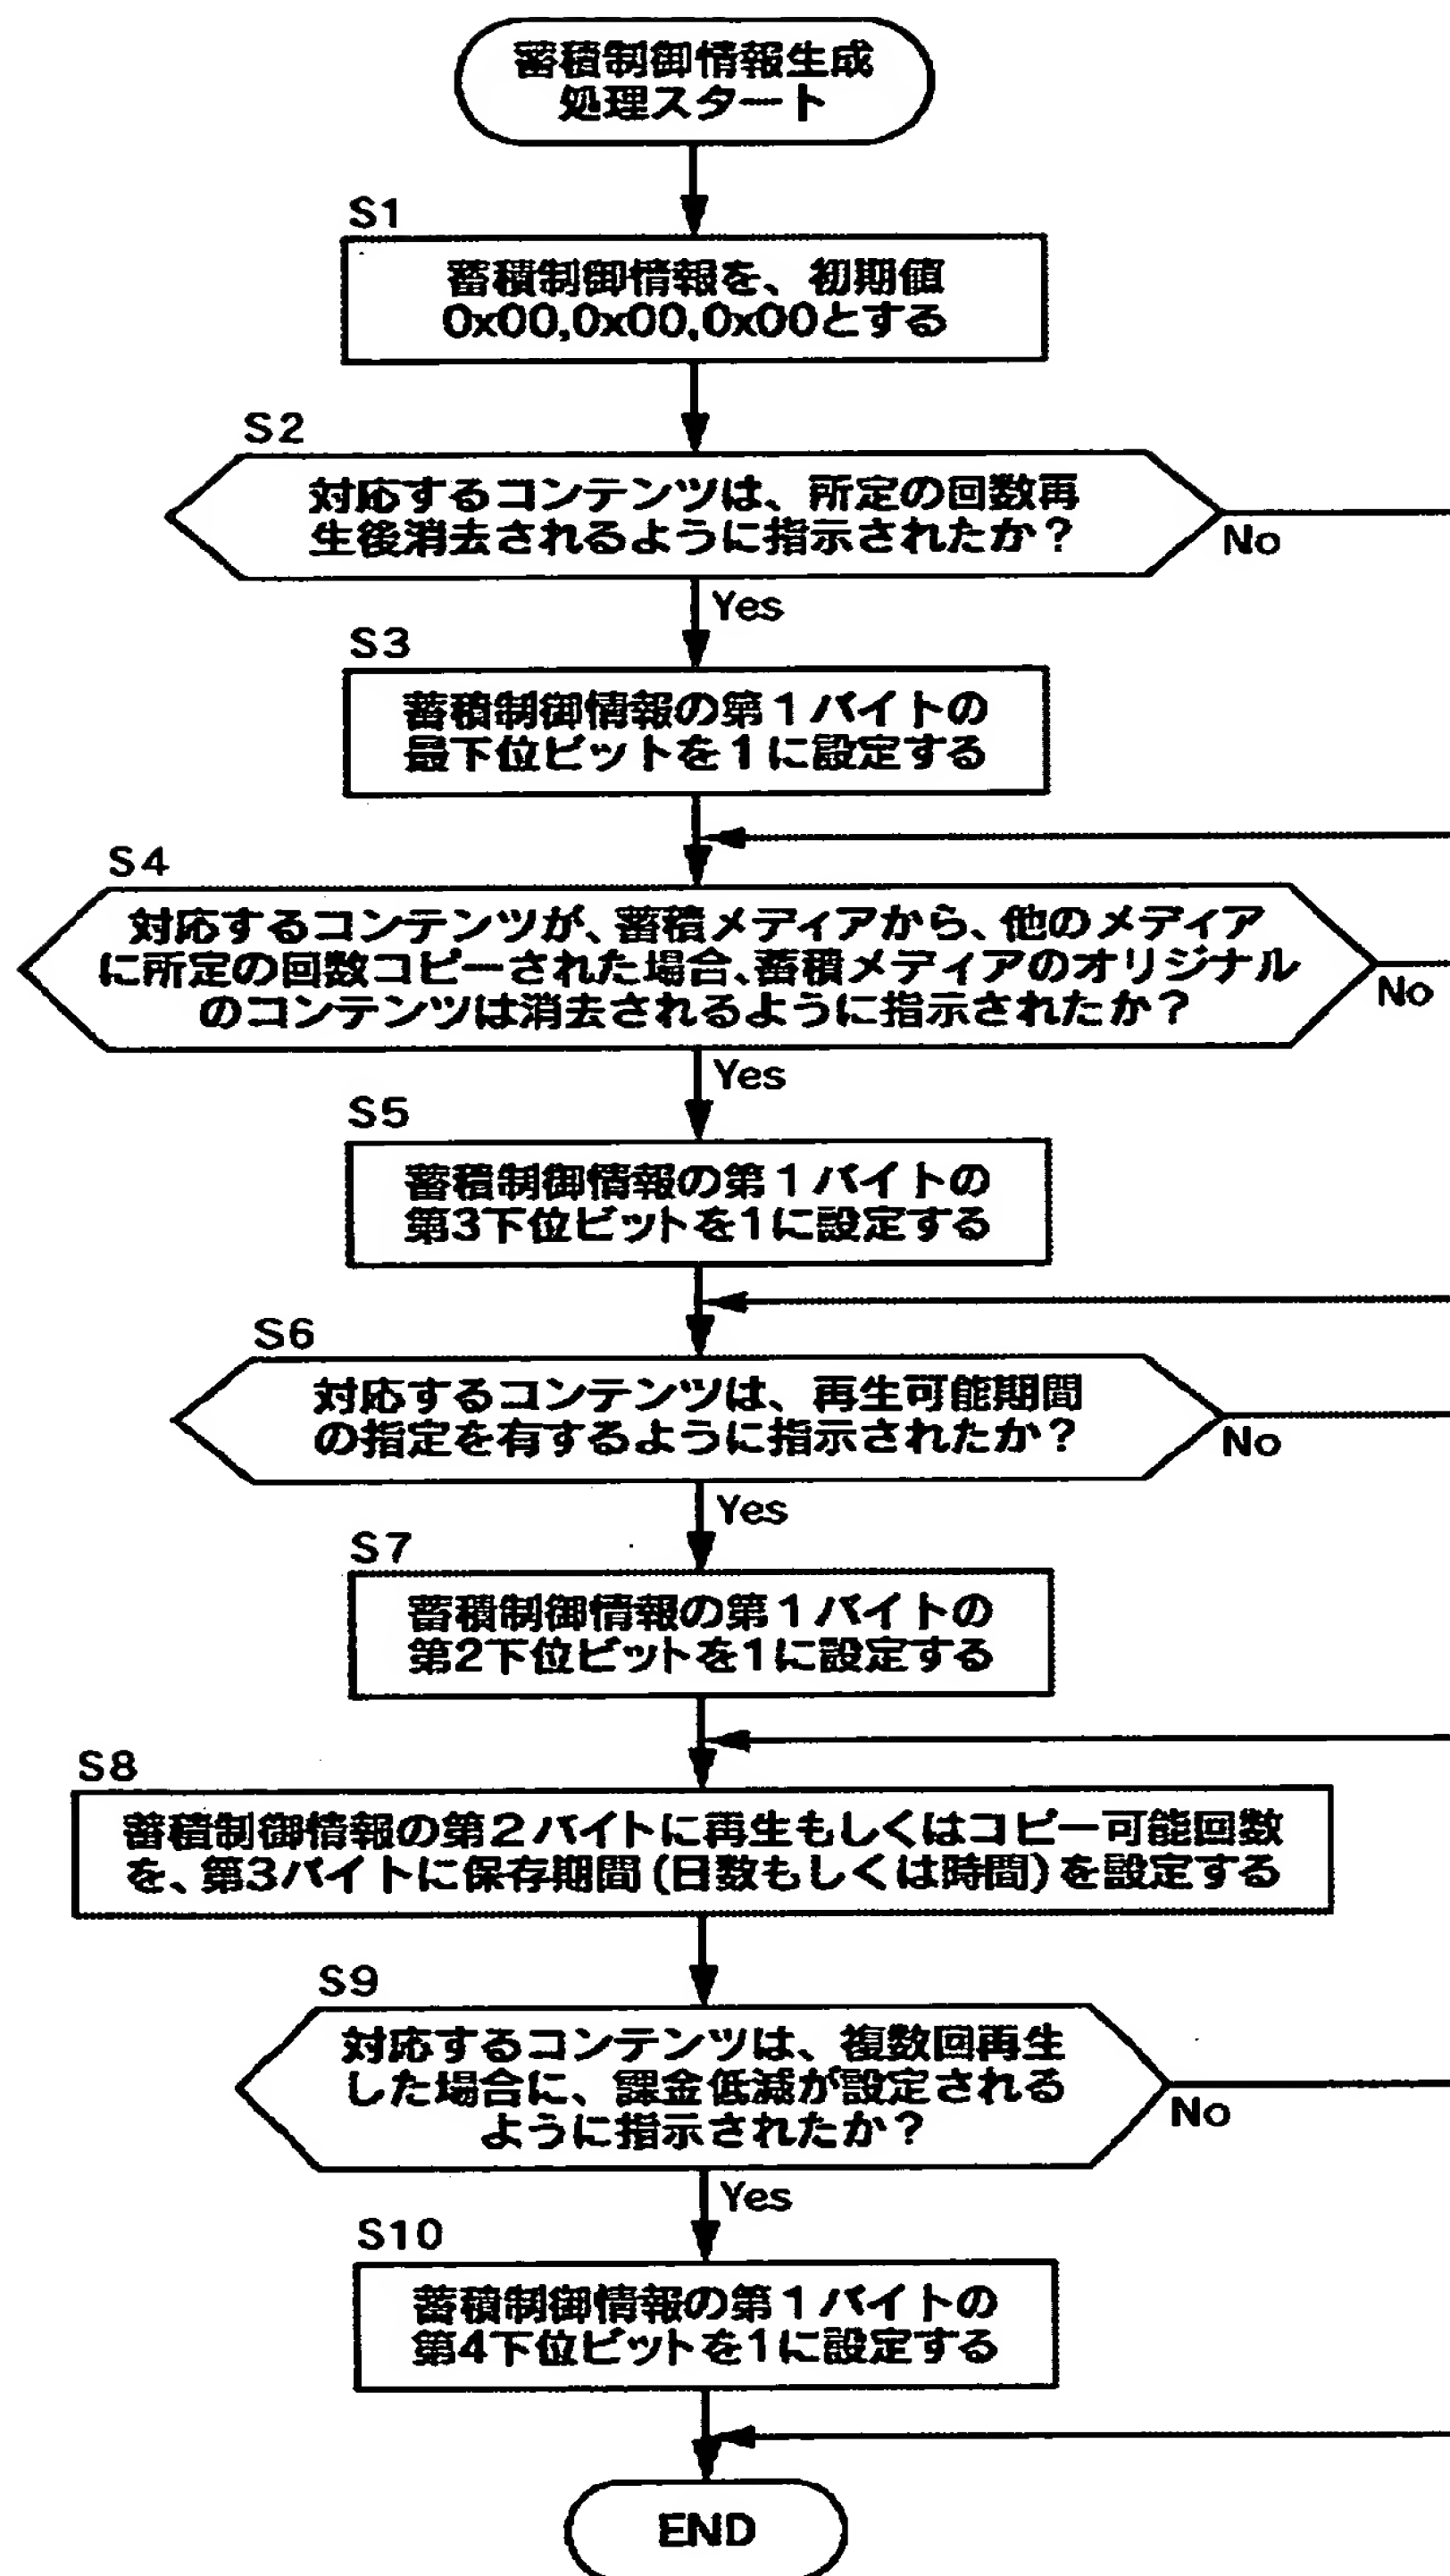 蓄積制御情報生成
処理スタート
S1
蓄積制御情報を、初期値
0x00,0x00,0x00とする
S2
対応するコンテンツは、所定の回数再
生後消去されるように指示されたか？
No
Yes
S3
蓄積制御情報の第1バイトの
最下位ビットを1に設定する
S4
対応するコンテンツが、蓄積メディアから、他のメディア
に所定の回数コピーされた場合、蓄積メディアのオリジナル
のコンテンツは消去されるように指示されたか？
No
Yes
S5
蓄積制御情報の第1バイトの
第3下位ビットを1に設定する
S6
対応するコンテンツは、再生可能期間
の指定を有するように指示されたか？
No
Yes
S7
蓄積制御情報の第1バイトの
第2下位ビットを1に設定する
S8
蓄積制御情報の第2バイトに再生もしくはコピー可能回数
を、第3バイトに保存期間(日数もしくは時間)を設定する
S9
対応するコンテンツは、複数回再生
した場合に、課金低減が設定される
ように指示されたか？
No
Yes
S10
蓄積制御情報の第1バイトの
第4下位ビットを1に設定する
END